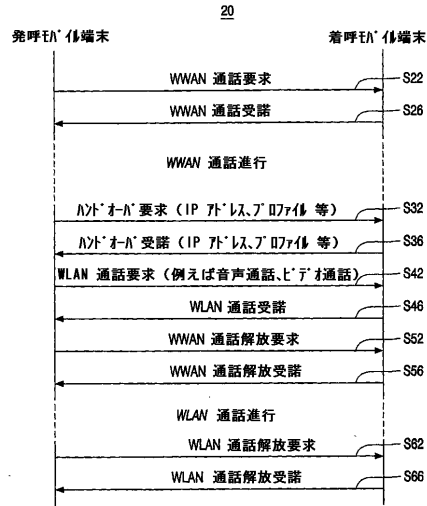 20
発呼モバイル端末
着呼モバイル端末
WWAN 通話要求
S22
WWAN 通話受諾
S26
WWAN 通話進行
ハンドオーバ要求（IP アドレス、プロファイル 等）
S32
ハンドオーバ受諾（IP アドレス、プロファイル 等）
S36
WLAN 通話要求（例えば音声通話、ビデオ通話）
S42
WLAN 通話受諾
S46
WWAN 通話解放要求
S52
WWAN 通話解放受諾
S56
WLAN 通話進行
WLAN 通話解放要求
S62
WLAN 通話解放受諾
S66